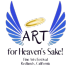 ART
for Heaven's Sake!
Fine Arts Festival
Redlands, California